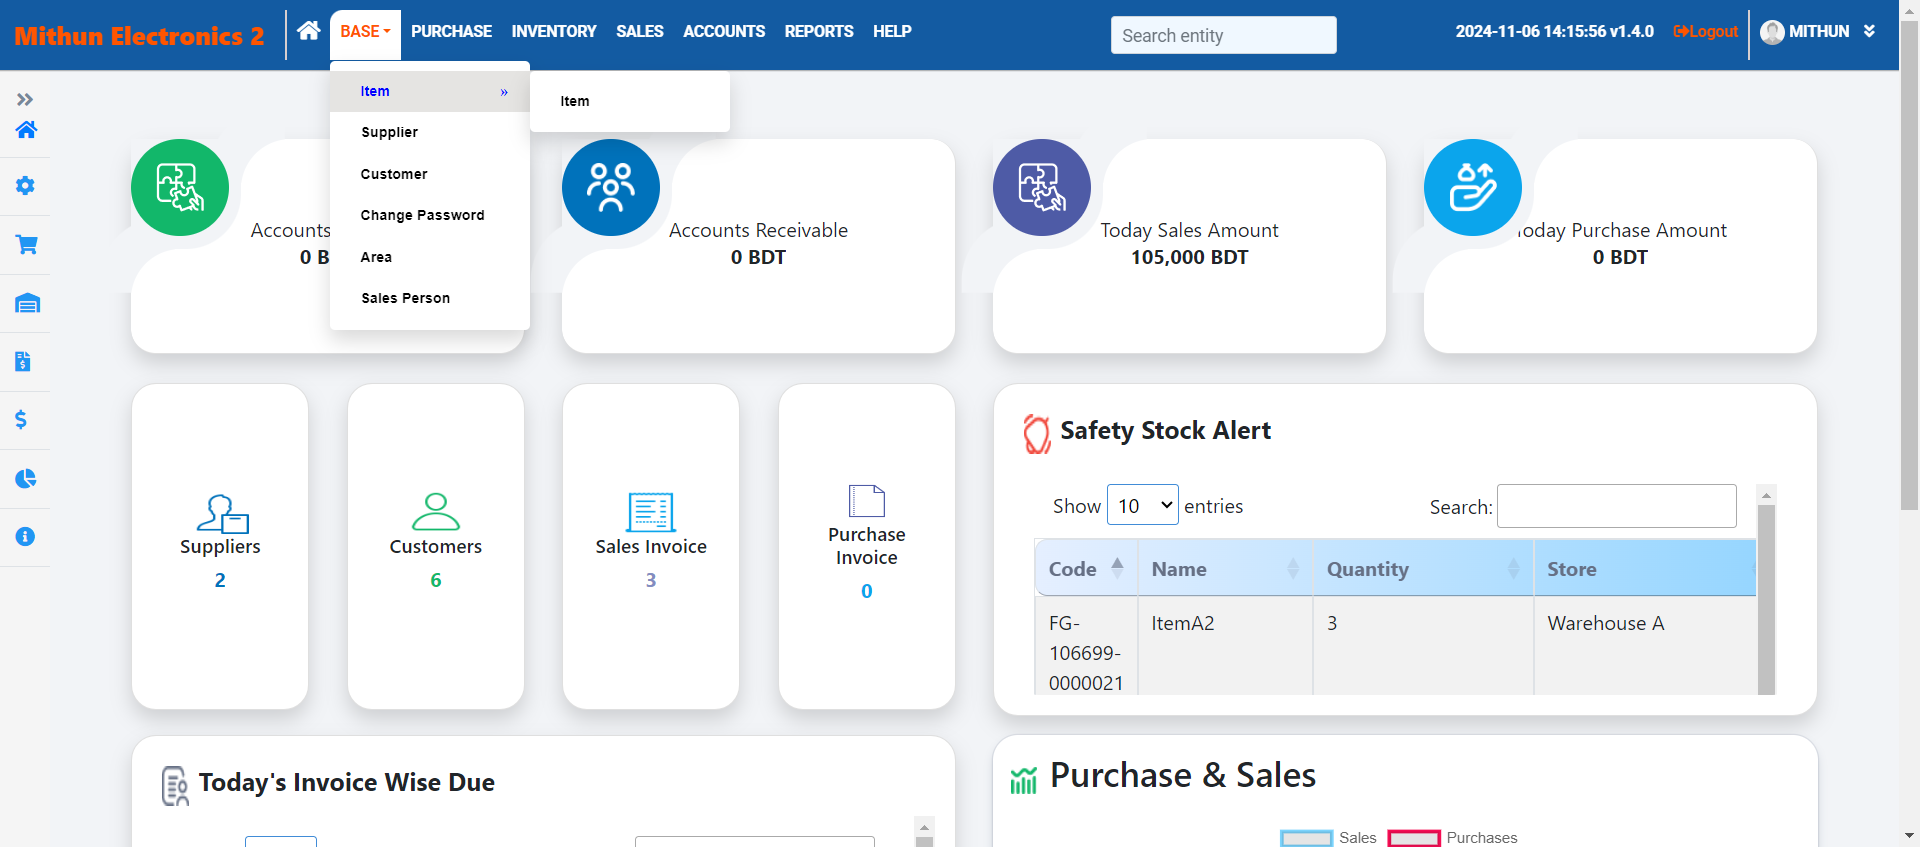 Mithun Electronics 2
BASE
PURCHASE
INVENTORY
SALES
ACCOUNTS
REPORTS
HELP
Search entity
2024-11-06 14:15:56 v1.4.0
Logout
MITHUN
Item »
Item
Supplier
Customer
Change Password
Area
Sales Person
Accounts
0 B
Accounts Receivable
0 BDT
Today Sales Amount
105,000 BDT
Today Purchase Amount
0 BDT
Suppliers
2
Customers
6
Sales Invoice
3
Purchase
Invoice
0
Safety Stock Alert
Show 10 entries
Search:
Code Name Quantity Store
FG- ItemA2 3 Warehouse A
106699-
0000021
Today's Invoice Wise Due
Purchase & Sales
Sales Purchases